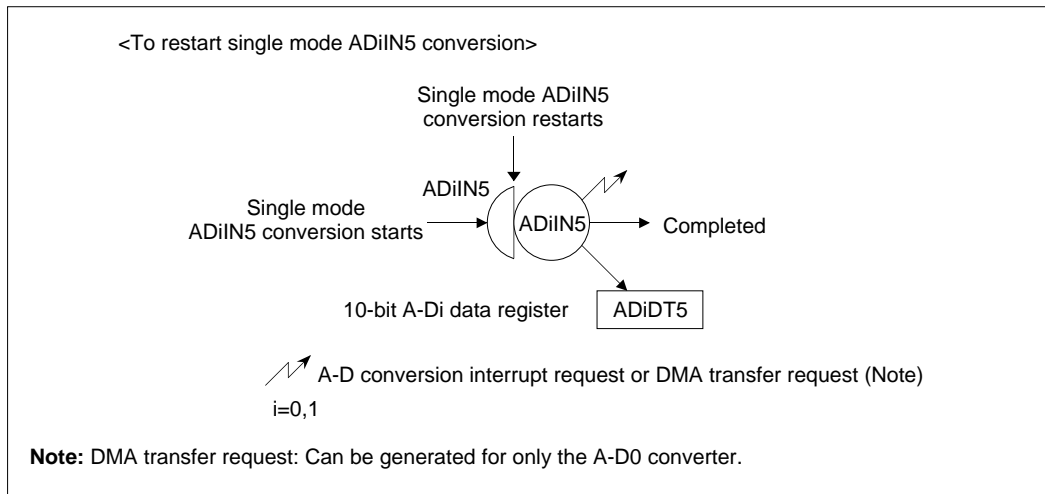 <To restart single mode ADiIN5 conversion>
Single mode ADiIN5
conversion restarts
ADiIN5
Single mode
ADiIN5 conversion starts
ADiIN5
Completed
10-bit A-Di data register
ADiDT5
A-D conversion interrupt request or DMA transfer request (Note)
i=0,1
Note: DMA transfer request: Can be generated for only the A-D0 converter.